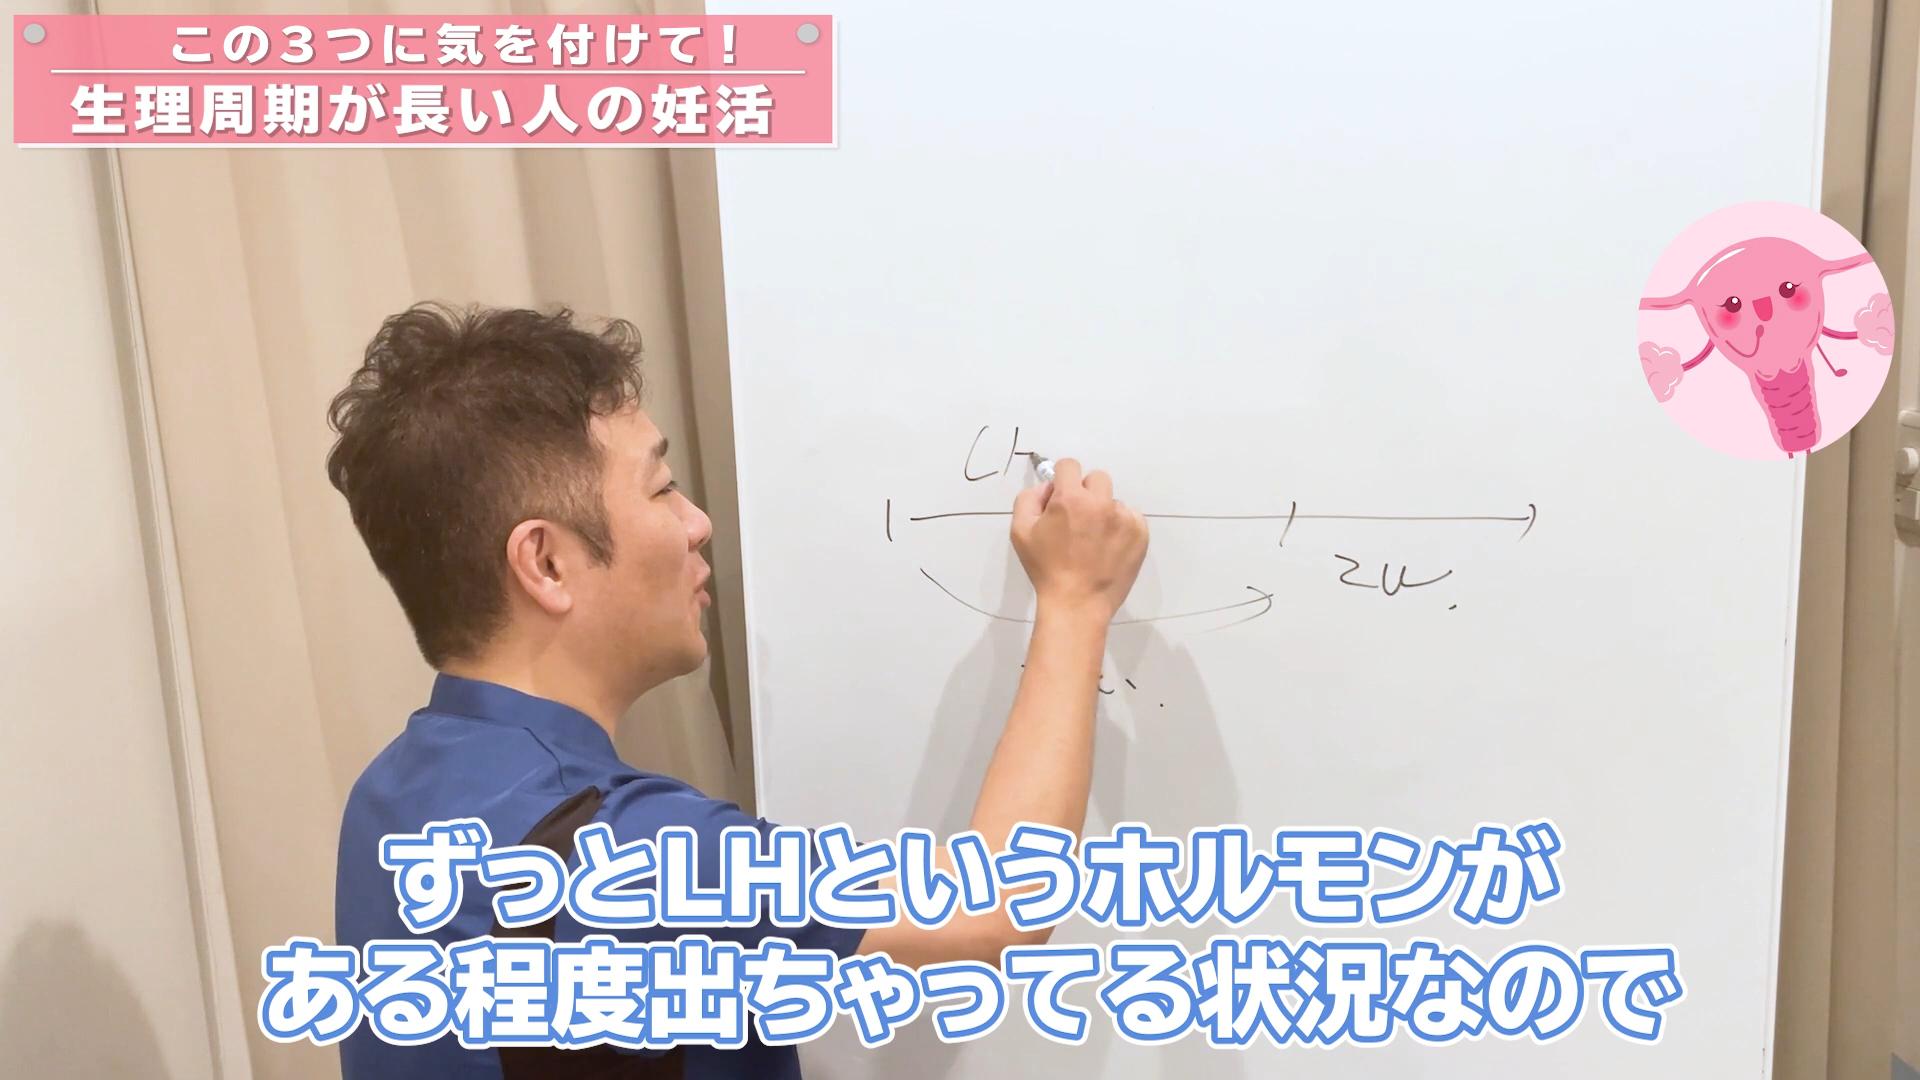 この3つに気を付けて!
生理周期が長い人の妊活
LH
2w.
ずっとLHというホルモンが
ある程度出ちゃってる状況なので